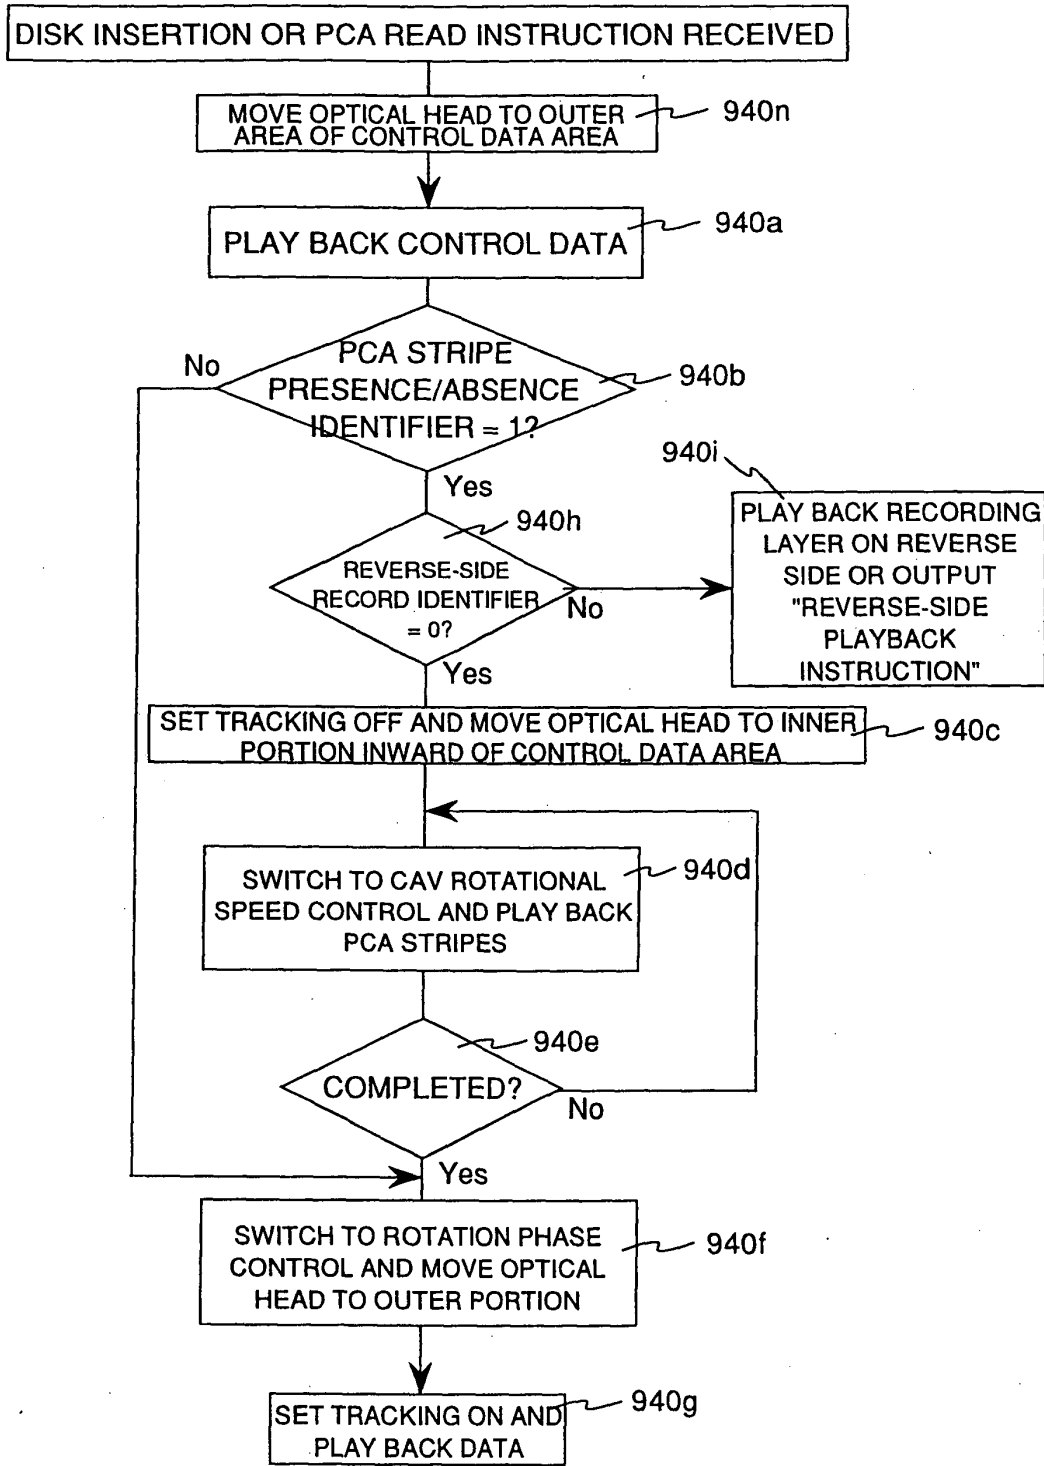 DISK INSERTION OR PCA READ INSTRUCTION RECEIVED
MOVE OPTICAL HEAD TO OUTER
AREA OF CONTROL DATA AREA
940n
PLAY BACK CONTROL DATA
940a
No
PCA STRIPE
PRESENCE/ABSENCE
IDENTIFIER = 1?
940b
Yes
940i
PLAY BACK RECORDING
LAYER ON REVERSE
SIDE OR OUTPUT
"REVERSE-SIDE
PLAYBACK
INSTRUCTION"
940h
REVERSE-SIDE
RECORD IDENTIFIER
= 0?
No
Yes
SET TRACKING OFF AND MOVE OPTICAL HEAD TO INNER
PORTION INWARD OF CONTROL DATA AREA
940c
SWITCH TO CAV ROTATIONAL
SPEED CONTROL AND PLAY BACK
PCA STRIPES
940d
COMPLETED?
940e
No
Yes
SWITCH TO ROTATION PHASE
CONTROL AND MOVE OPTICAL
HEAD TO OUTER PORTION
940f
SET TRACKING ON AND
PLAY BACK DATA
940g